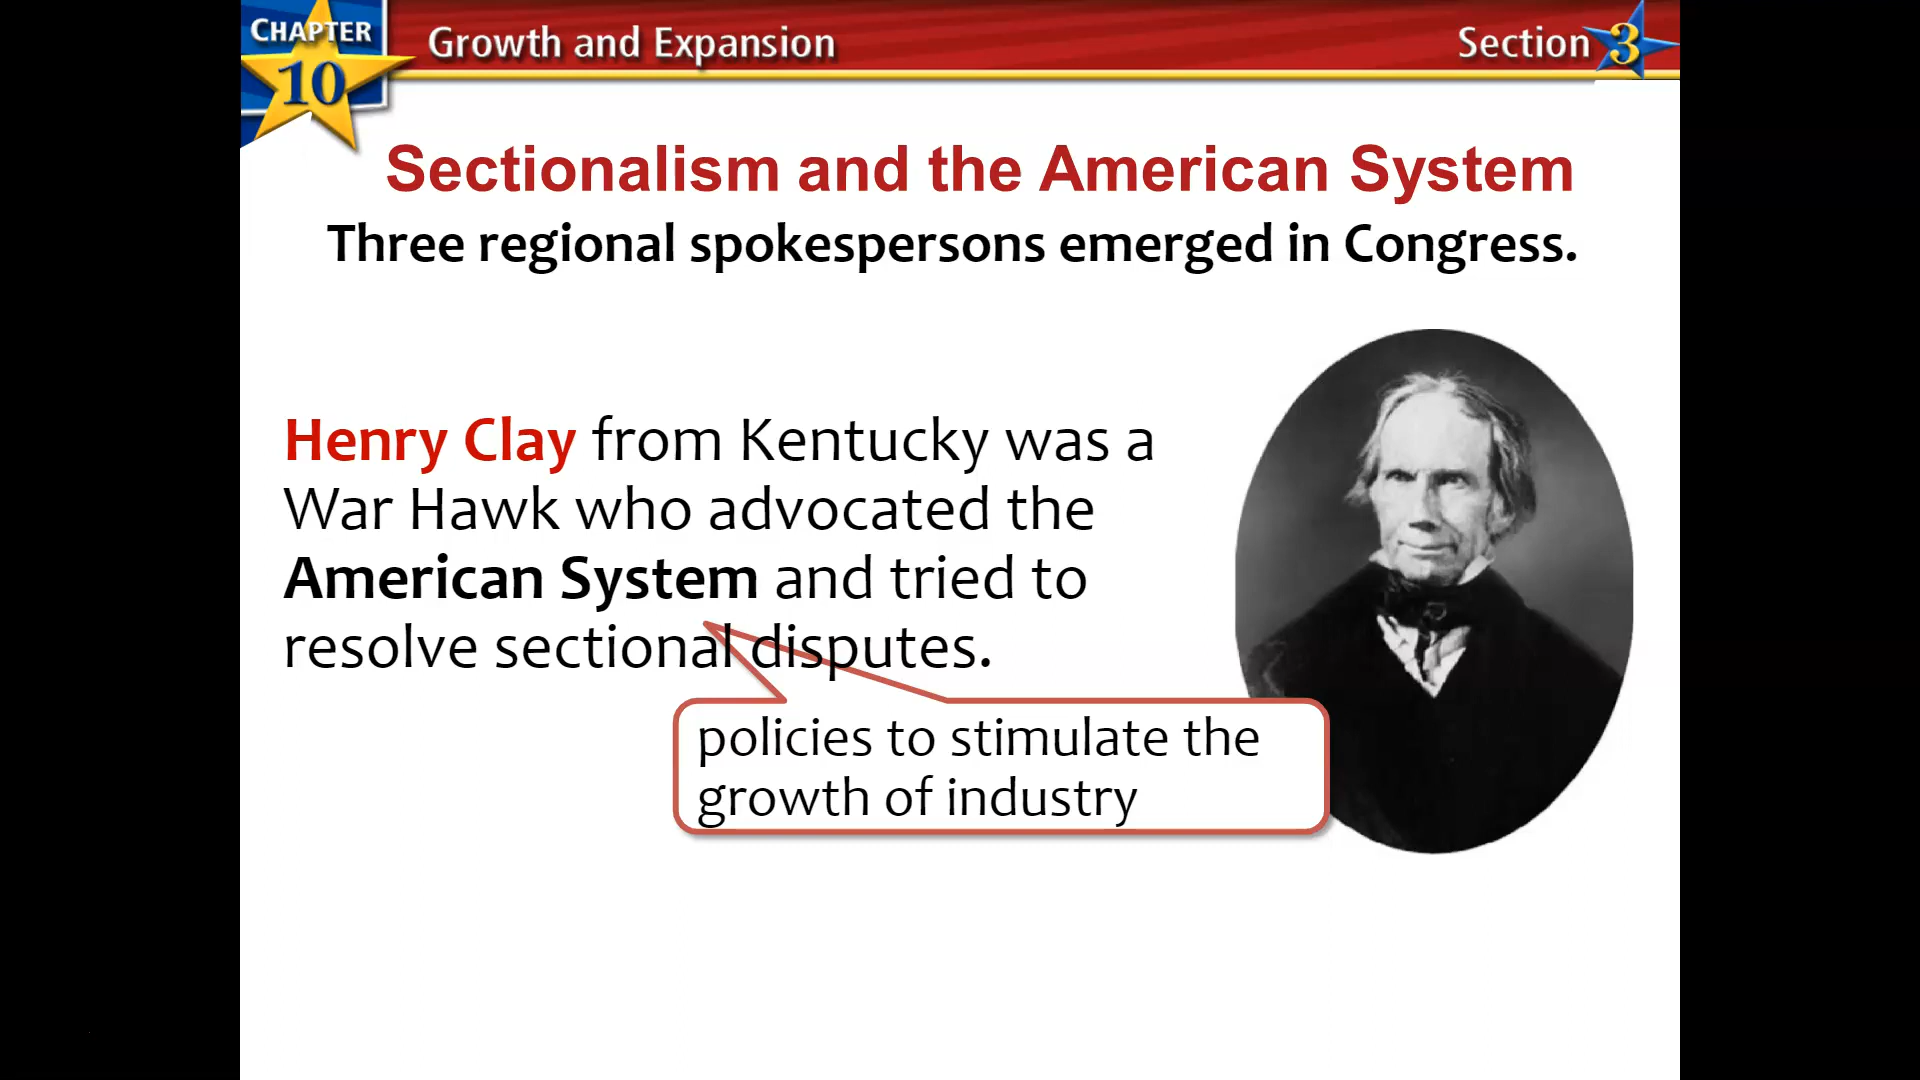 CHAPTER
10
Growth and Expansion
Section 3
Sectionalism and the American System
Three regional spokespersons emerged in Congress.
Henry Clay from Kentucky was a
War Hawk who advocated the
American System and tried to
resolve sectional disputes.
policies to stimulate the
growth of industry